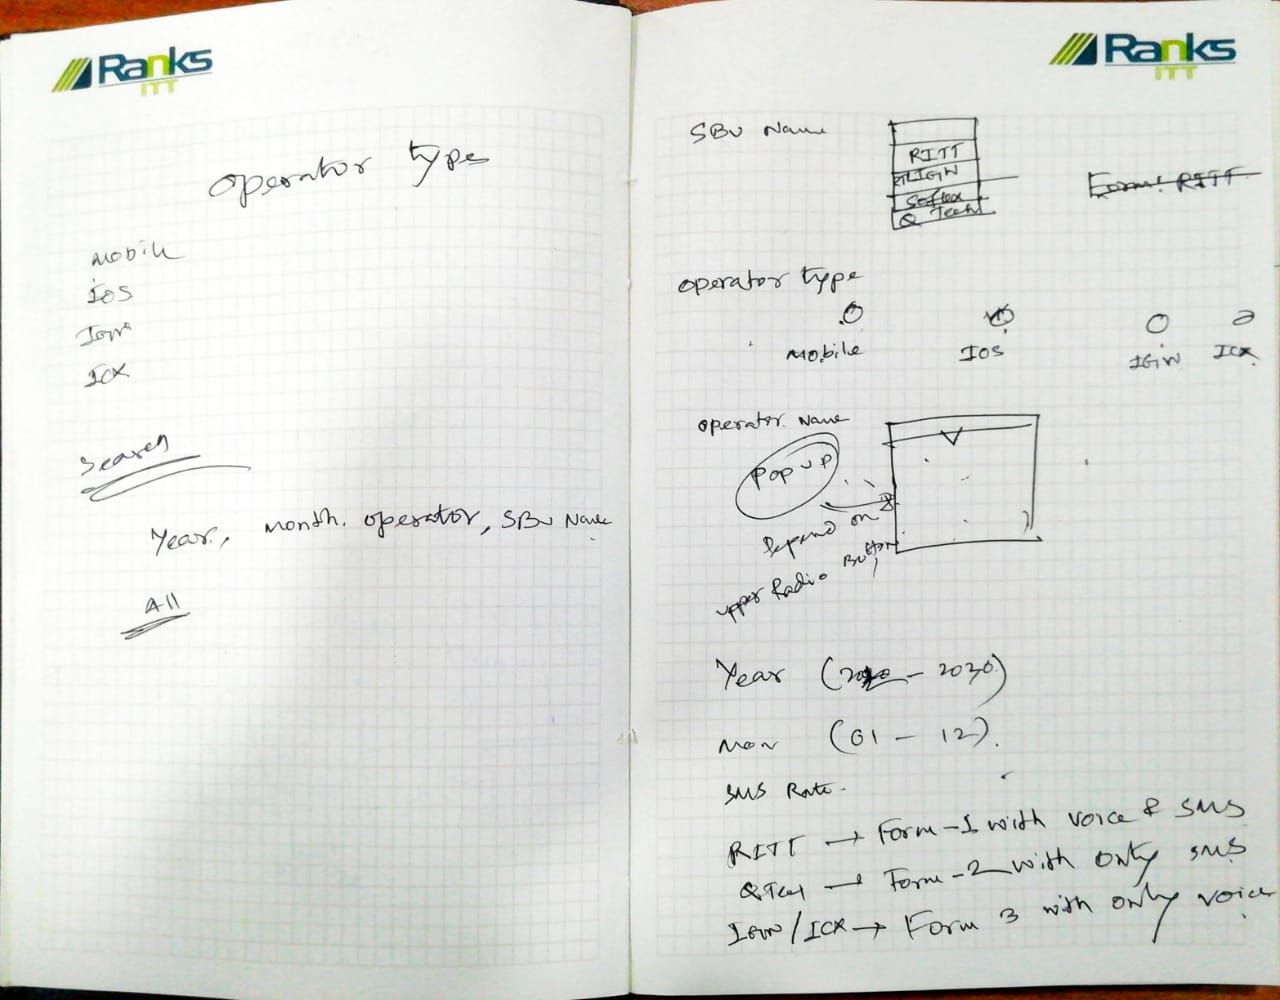 Ranks
ITT
operator type
Mobile
IOS
IGW
ICX
Search
Year, month. operator, SBU Name
All
Ranks
ITT
SBU Name
RITT
IGW
Softex
Q Tech
Form: RITT
operator type
Mobile
IOS
IGW
ICX
operator Name
Pop up
Depend on
upper Radio Button
Year (2020 - 2030)
Mon (01 - 12).
SMS Rate.
RITT → Form-1 with voice & SMS
QTech → Form-2 with only SMS
IGW/ICX → Form 3 with only voice